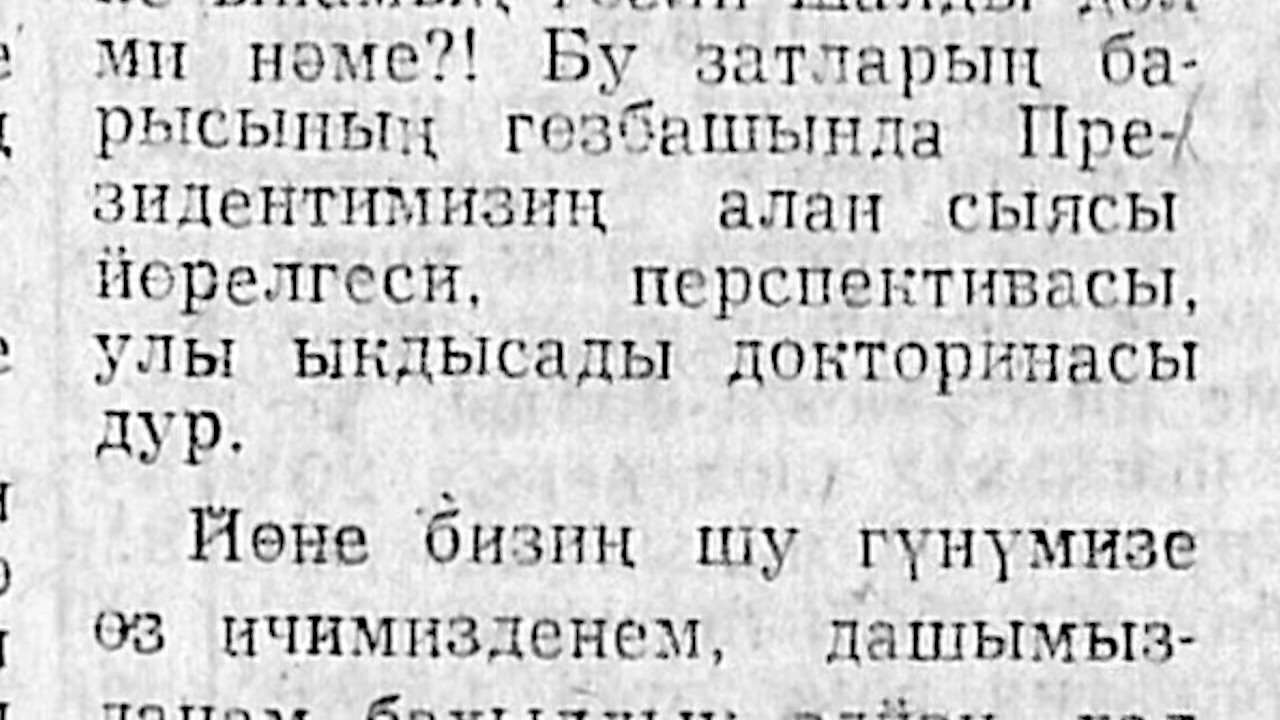 ми нәме?! Бу затларың ба-
рысының гөзбашында Пре-
зидентимизиң алан сыясы
йөрелгеси, перспективасы,
улы ыкдысады докторинасы
дур.
Йөне бизиң шу гүнүмизе
өз ичимизденем, дашымыз-